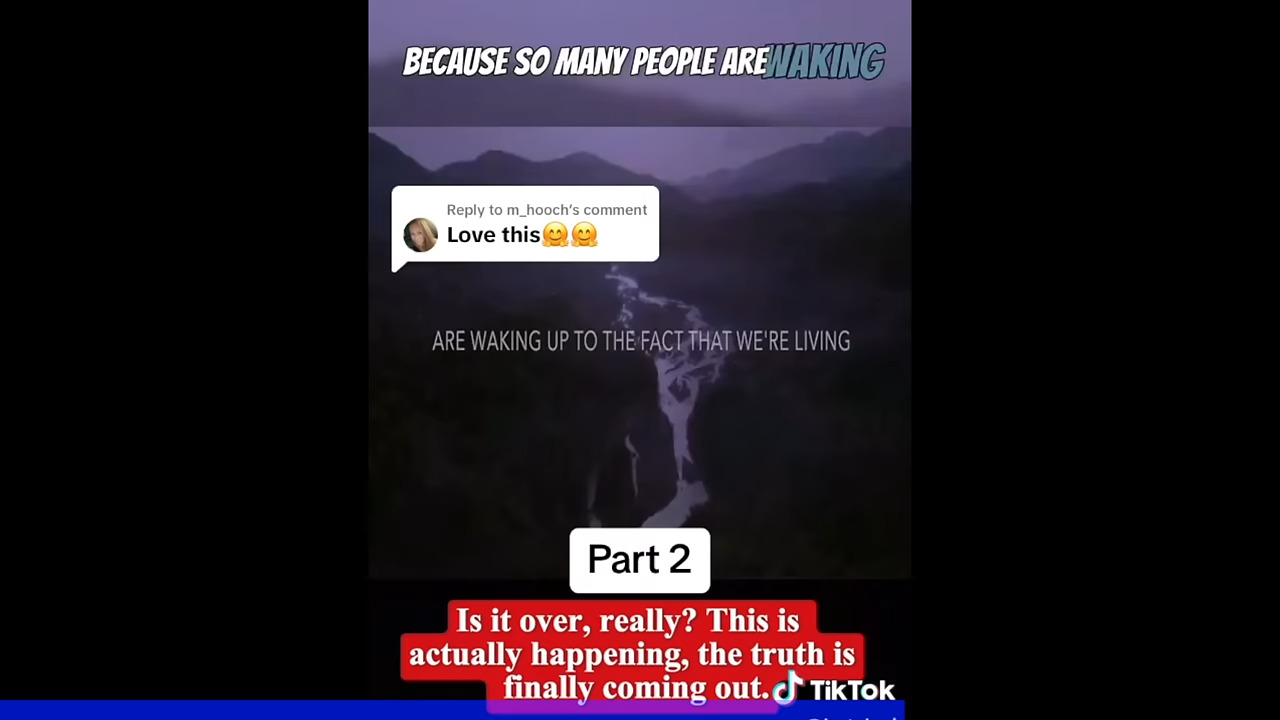 BECAUSE SO MANY PEOPLE ARE WAKING
Reply to m_hooch's comment
Love this🤗🤗
ARE WAKING UP TO THE FACT THAT WE'RE LIVING
Part 2
Is it over, really? This is
actually happening, the truth is
finally coming out.
TikTok